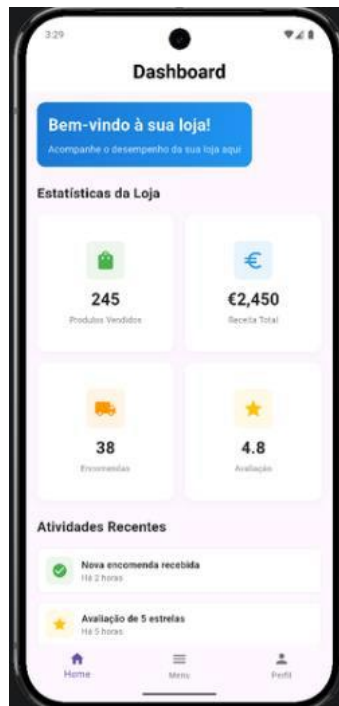 3:29
Dashboard
Bem-vindo à sua loja!
Acompanhe o desempenho da sua loja aqui
Estatísticas da Loja
245
Produtos Vendidos
€2,450
Receita Total
38
Encomendas
4.8
Avaliação
Atividades Recentes
Nova encomenda recebida
Há 2 horas
Avaliação de 5 estrelas
Há 5 horas
Home
Menu
Perfil